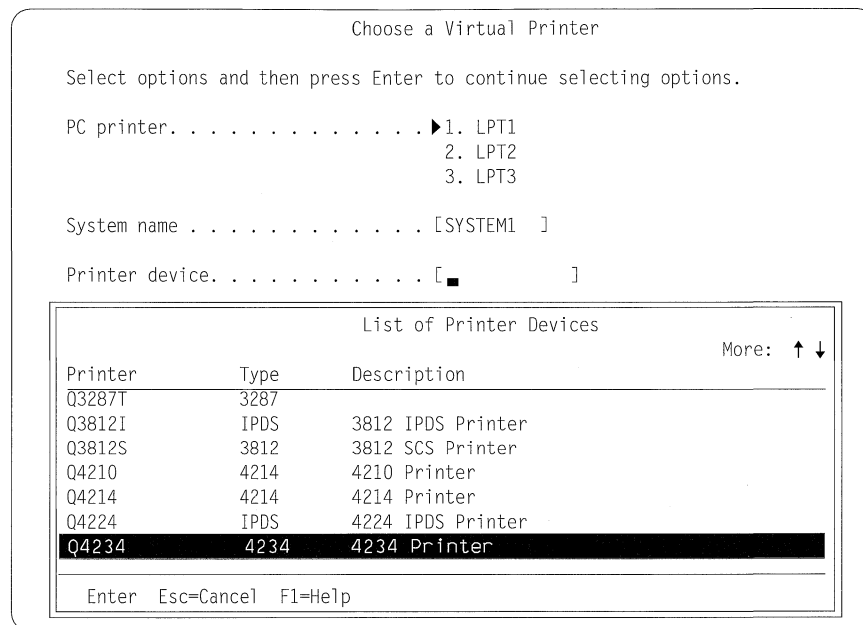 Choose a Virtual Printer
Select options and then press Enter to continue selecting options.
PC printer. . . . . . . . . . . . . ▶1. LPT1
2. LPT2
3. LPT3
System name . . . . . . . . . . . . [SYSTEM1  ]
Printer device. . . . . . . . . . . [          ]
List of Printer Devices
More: ↑ ↓
Printer Type Description
Q3287T 3287
Q3812I IPDS 3812 IPDS Printer
Q3812S 3812 3812 SCS Printer
Q4210 4214 4210 Printer
Q4214 4214 4214 Printer
Q4224 IPDS 4224 IPDS Printer
Q4234 4234 4234 Printer
Enter Esc=Cancel F1=Help